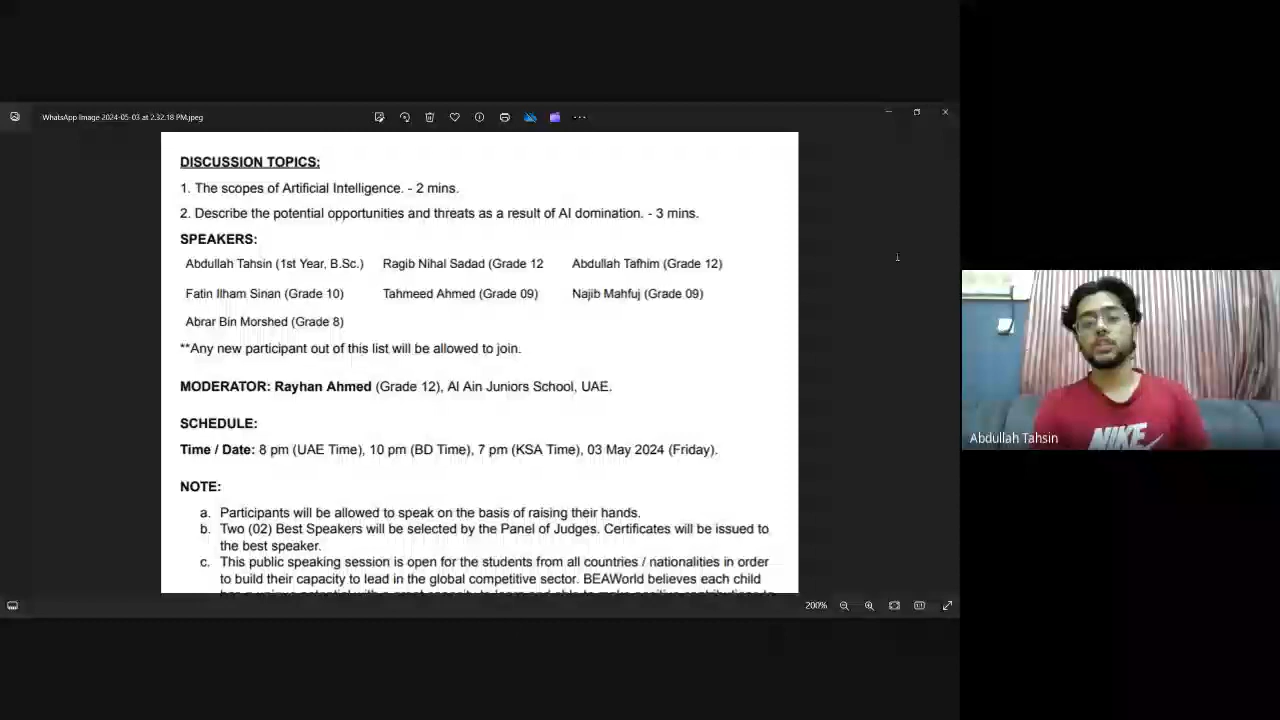 WhatsApp Image 2024-05-03 at 2.32.18 PM.jpeg
DISCUSSION TOPICS:
1. The scopes of Artificial Intelligence. - 2 mins.
2. Describe the potential opportunities and threats as a result of AI domination. - 3 mins.
SPEAKERS:
Abdullah Tahsin (1st Year, B.Sc.) Ragib Nihal Sadad (Grade 12 Abdullah Tafhim (Grade 12)
Fatin Ilham Sinan (Grade 10) Tahmeed Ahmed (Grade 09) Najib Mahfuj (Grade 09)
Abrar Bin Morshed (Grade 8)
**Any new participant out of this list will be allowed to join.
MODERATOR: Rayhan Ahmed (Grade 12), Al Ain Juniors School, UAE.
SCHEDULE:
Time / Date: 8 pm (UAE Time), 10 pm (BD Time), 7 pm (KSA Time), 03 May 2024 (Friday).
NOTE:
a. Participants will be allowed to speak on the basis of raising their hands.
b. Two (02) Best Speakers will be selected by the Panel of Judges. Certificates will be issued to
the best speaker.
c. This public speaking session is open for the students from all countries / nationalities in order
to build their capacity to lead in the global competitive sector. BEAWorld believes each child
200%
NIKE
Abdullah Tahsin